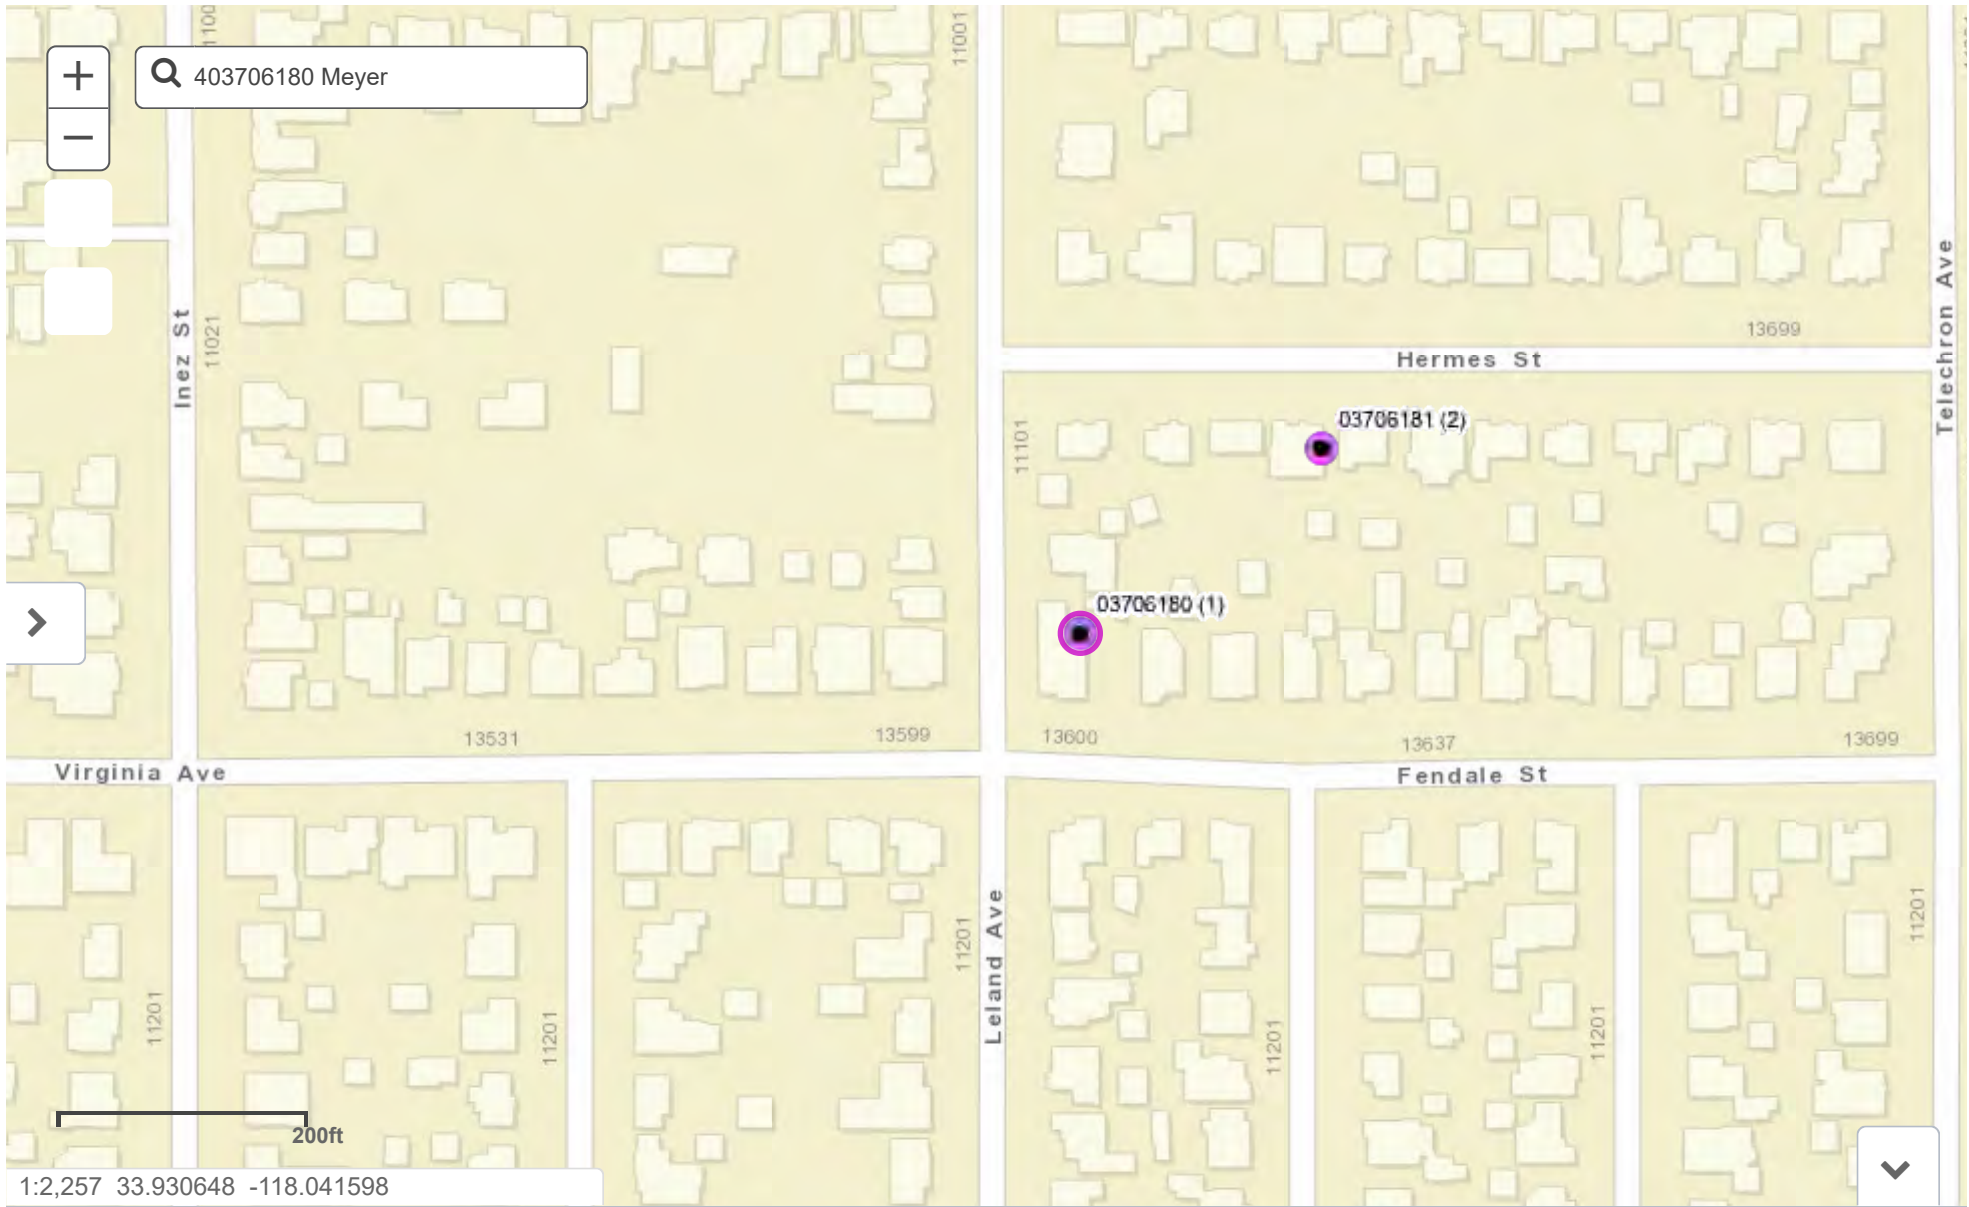 1100
11001
+
403706180 Meyer
−
13699
Telechron Ave
Inez St
11021
Hermes St
11101
03706181 (2)
03706180 (1)
13531
13599
13600
13637
13699
Virginia Ave
Fendale St
Leland Ave
11201
11201
11201
11201
11201
11201
200ft
1:2,257 33.930648 -118.041598